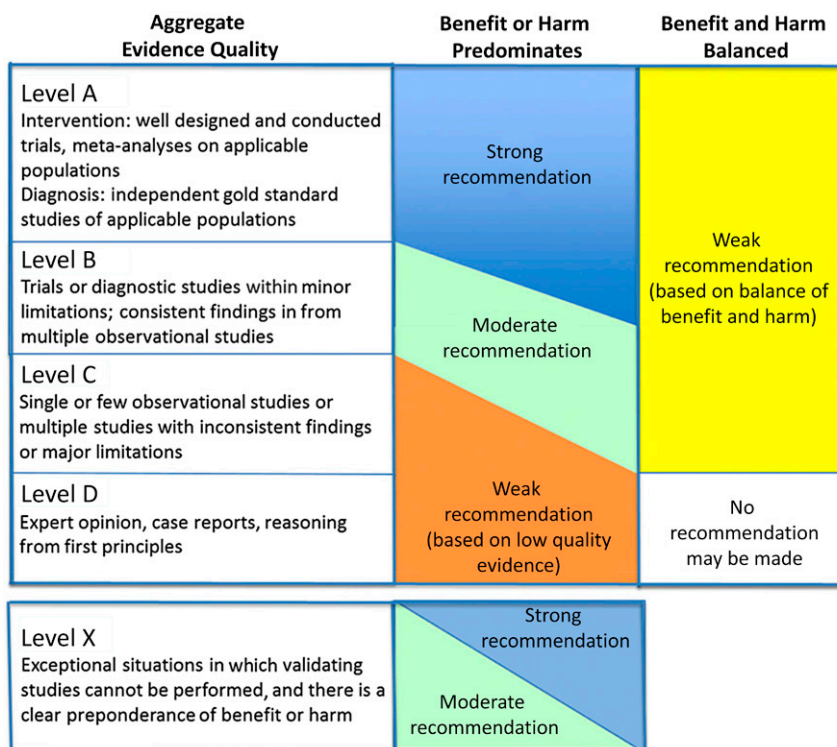 Aggregate
Evidence Quality
Benefit or Harm
Predominates
Benefit and Harm
Balanced
Level A
Intervention: well designed and conducted
trials, meta-analyses on applicable
populations
Diagnosis: independent gold standard
studies of applicable populations
Strong
recommendation
Weak
recommendation
(based on balance of
benefit and harm)
Level B
Trials or diagnostic studies within minor
limitations; consistent findings in from
multiple observational studies
Moderate
recommendation
Level C
Single or few observational studies or
multiple studies with inconsistent findings
or major limitations
Level D
Expert opinion, case reports, reasoning
from first principles
Weak
recommendation
(based on low quality
evidence)
No
recommendation
may be made
Level X
Exceptional situations in which validating
studies cannot be performed, and there is a
clear preponderance of benefit or harm
Strong
recommendation
Moderate
recommendation